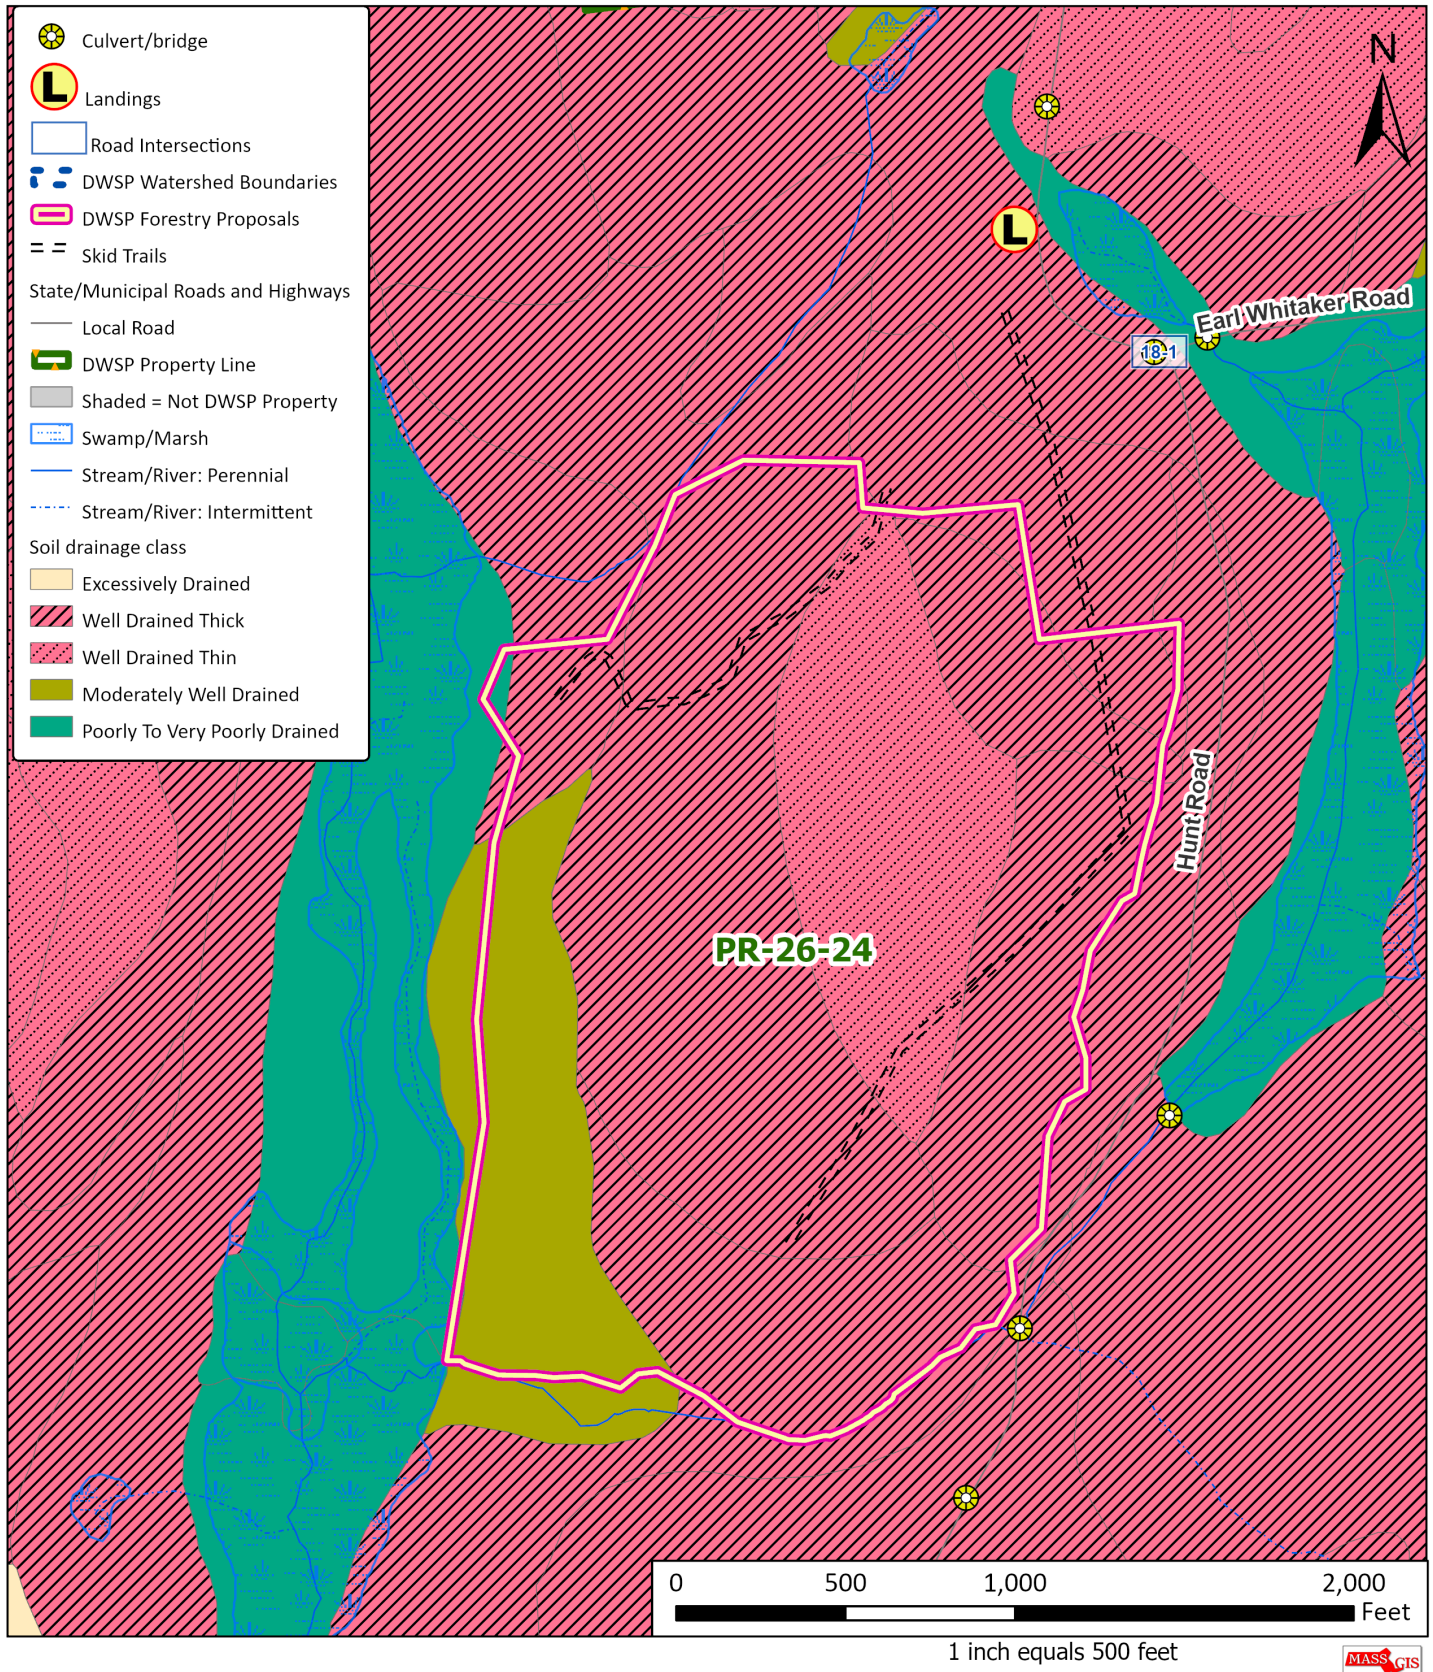 Culvert/bridge
L
Landings
Road Intersections
DWSP Watershed Boundaries
DWSP Forestry Proposals
Skid Trails
State/Municipal Roads and Highways
Local Road
DWSP Property Line
Shaded = Not DWSP Property
Swamp/Marsh
Stream/River: Perennial
Stream/River: Intermittent
Soil drainage class
Excessively Drained
Well Drained Thick
Well Drained Thin
Moderately Well Drained
Poorly To Very Poorly Drained
N
L
Earl Whitaker Road
18-1
Hunt Road
PR-26-24
0 500 1,000 2,000
Feet
1 inch equals 500 feet
MASS GIS